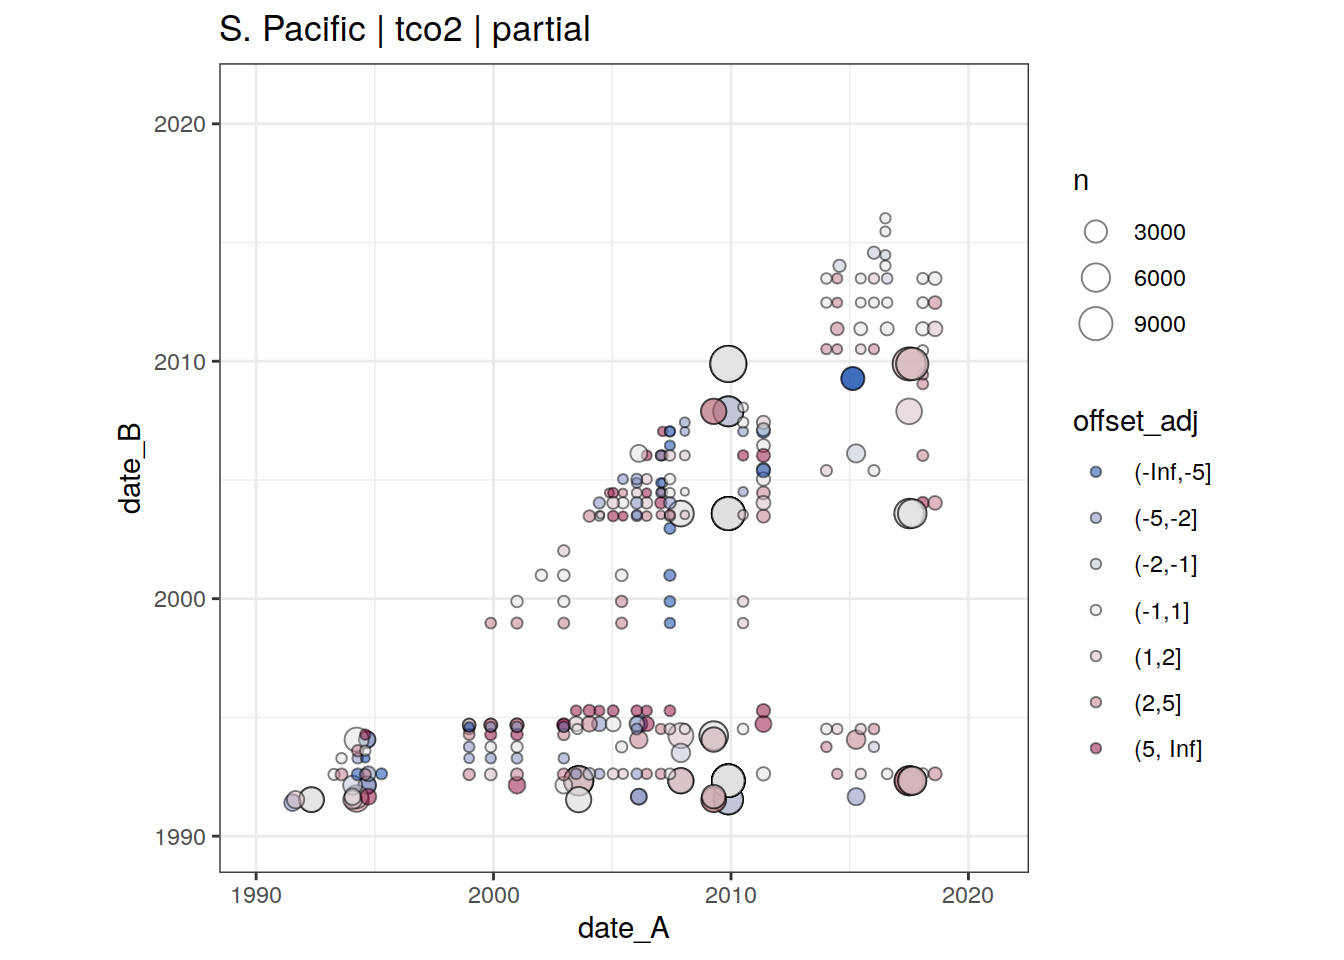 S. Pacific | tco2 | partial
2020
2010
2000
1990
date_B
1990
2000
2010
2020
date_A
n
3000
6000
9000
offset_adj
(-Inf,-5]
(-5,-2]
(-2,-1]
(-1,1]
(1,2]
(2,5]
(5, Inf]